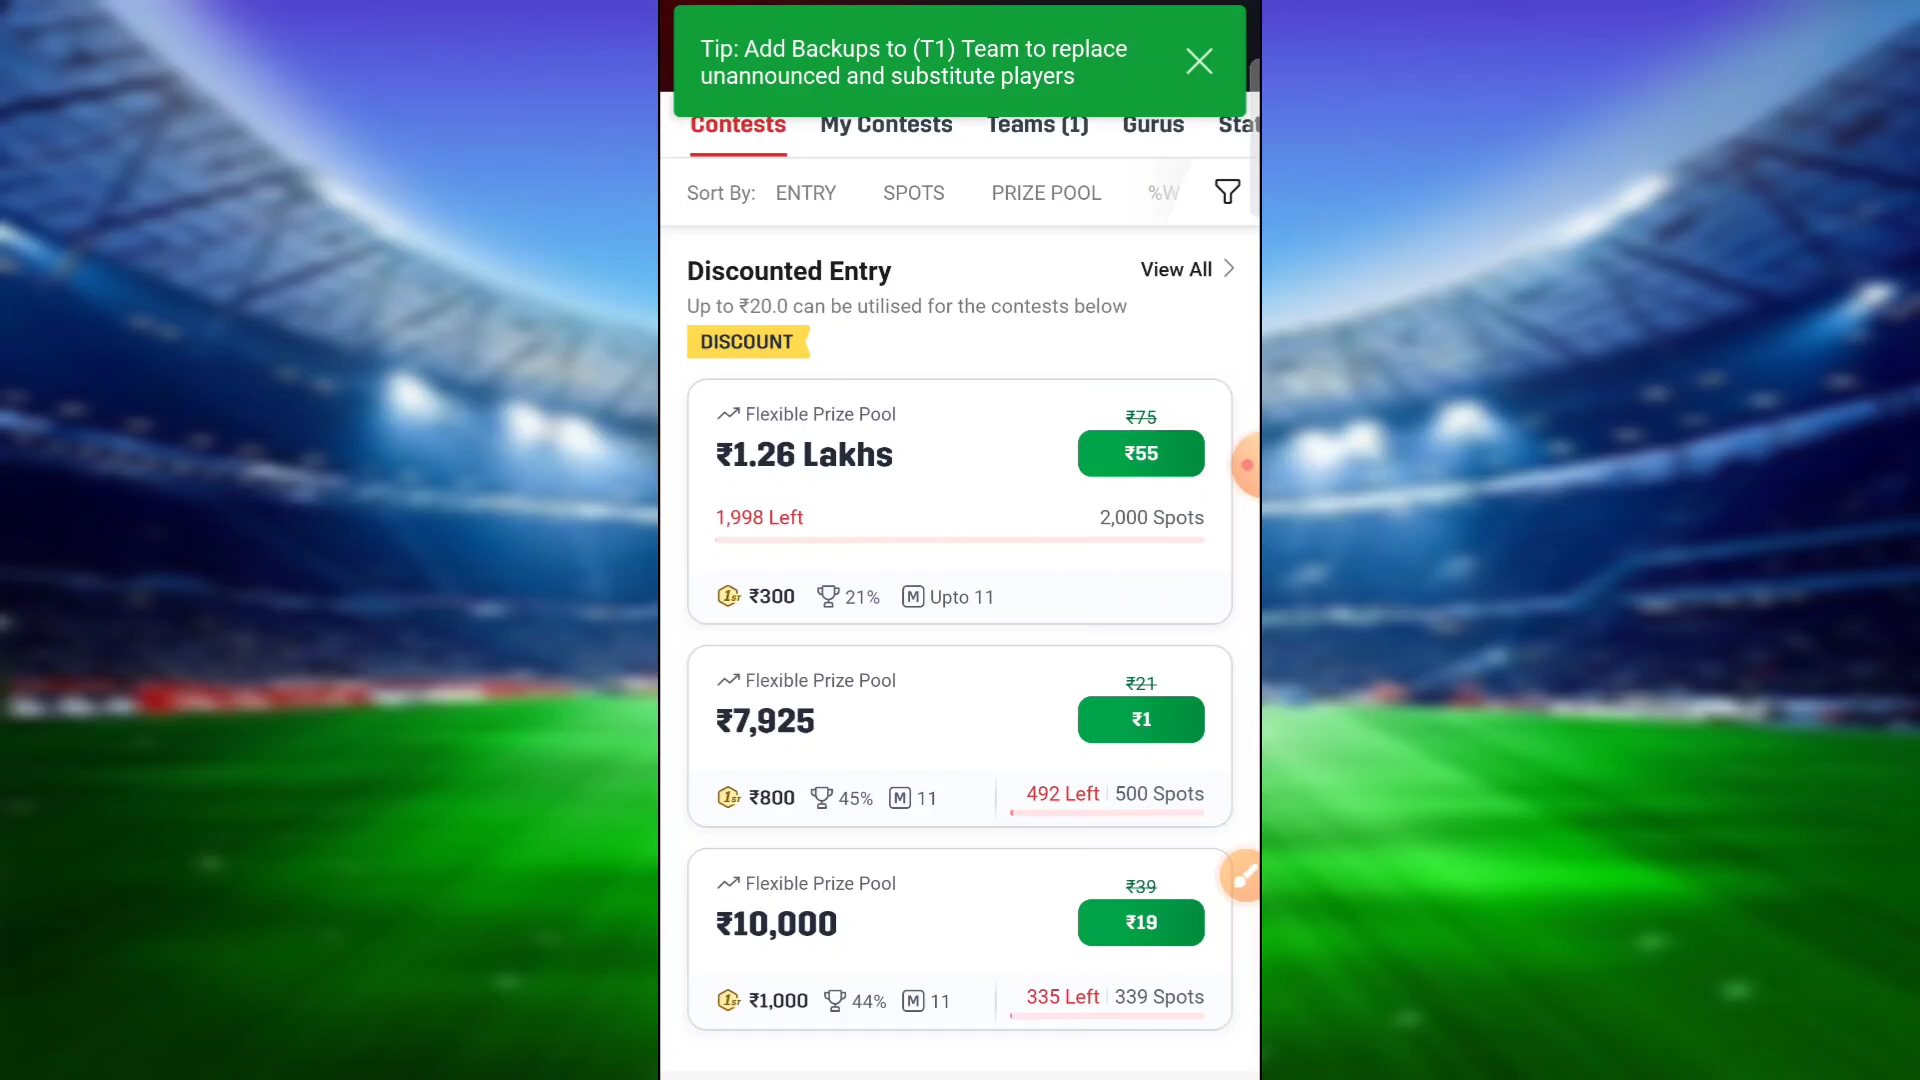 Tip: Add Backups to (T1) Team to replace
unannounced and substitute players
Contests My Contests Teams (1) Gurus Stat
Sort By: ENTRY SPOTS PRIZE POOL %W
Discounted Entry View All
Up to ₹20.0 can be utilised for the contests below
DISCOUNT
Flexible Prize Pool ₹75
₹1.26 Lakhs ₹55
1,998 Left 2,000 Spots
1ST ₹300 21% M Upto 11
Flexible Prize Pool ₹21
₹7,925 ₹1
1ST ₹800 45% M 11 492 Left 500 Spots
Flexible Prize Pool ₹39
₹10,000 ₹19
1ST ₹1,000 44% M 11 335 Left 339 Spots